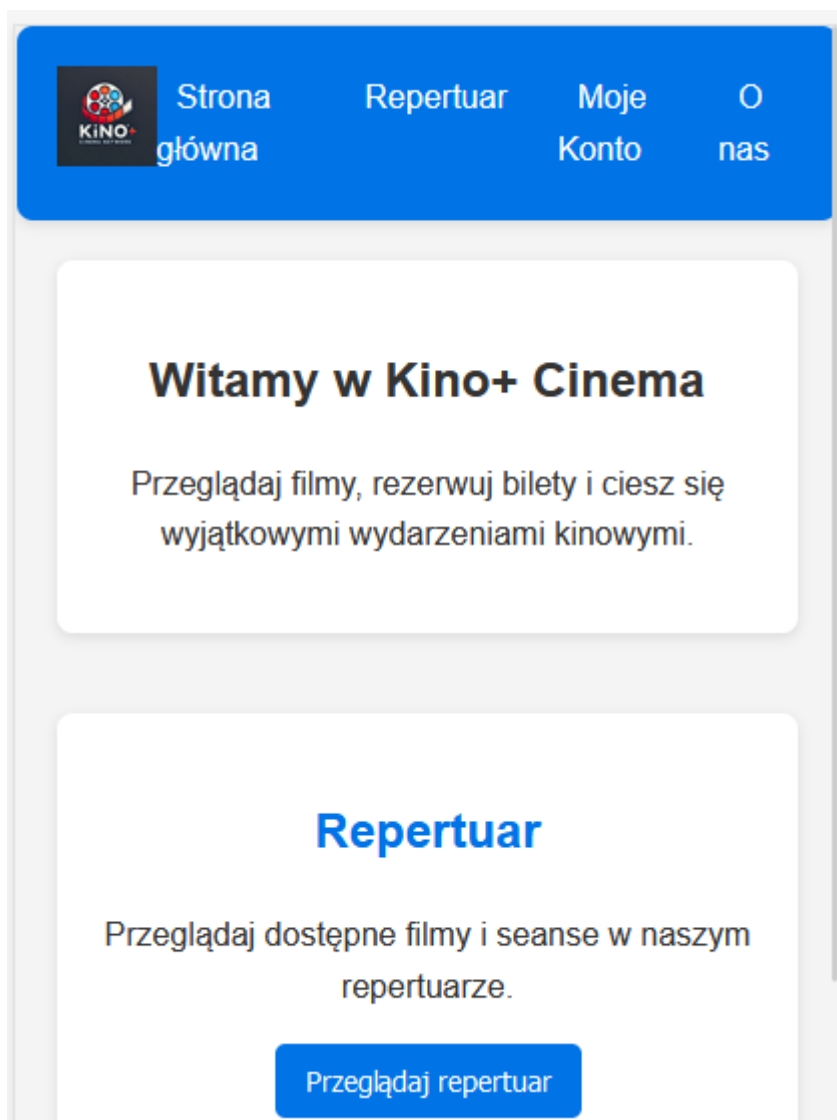 KiNO+
Strona główna
Repertuar
Moje Konto
O nas
Witamy w Kino+ Cinema
Przeglądaj filmy, rezerwuj bilety i ciesz się
wyjątkowymi wydarzeniami kinowymi.
Repertuar
Przeglądaj dostępne filmy i seanse w naszym
repertuarze.
Przeglądaj repertuar